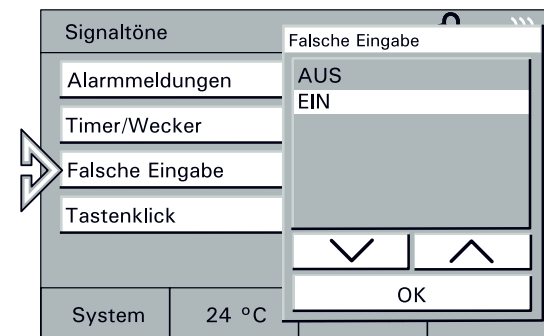 Signaltöne
Alarmmeldungen
Timer/Wecker
Falsche Eingabe
Tastenklick
System
24 °C
Falsche Eingabe
AUS
EIN
OK